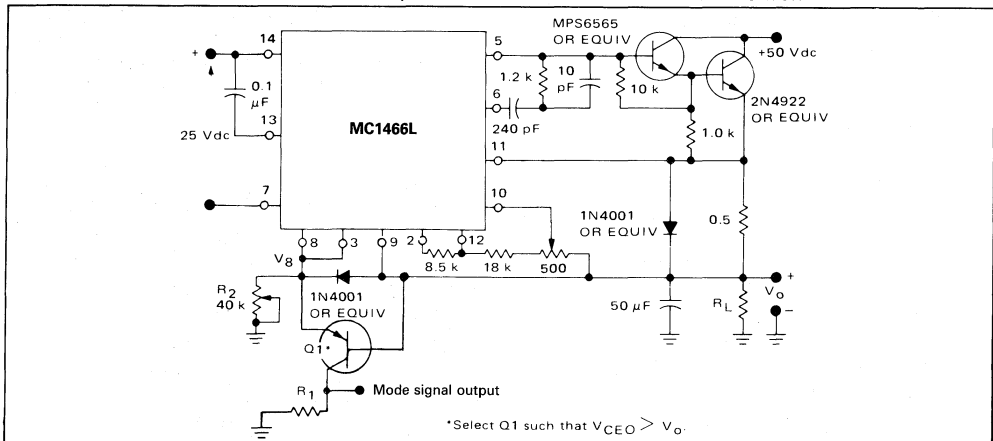 MPS6565
OR EQUIV
+50 Vdc
14
5
+
1.2 k
10
pF
10 k
0.1
µF
6
2N4922
OR EQUIV
240 pF
MC1466L
1.0 k
25 Vdc
13
11
10
7
1N4001
OR EQUIV
0.5
8
3
9
2
12
V8
8.5 k
18 k
500
R2
40 k
1N4001
OR EQUIV
50 µF
RL
+
Vo
–
Q1*
R1
Mode signal output
*Select Q1 such that VCEO > Vo.